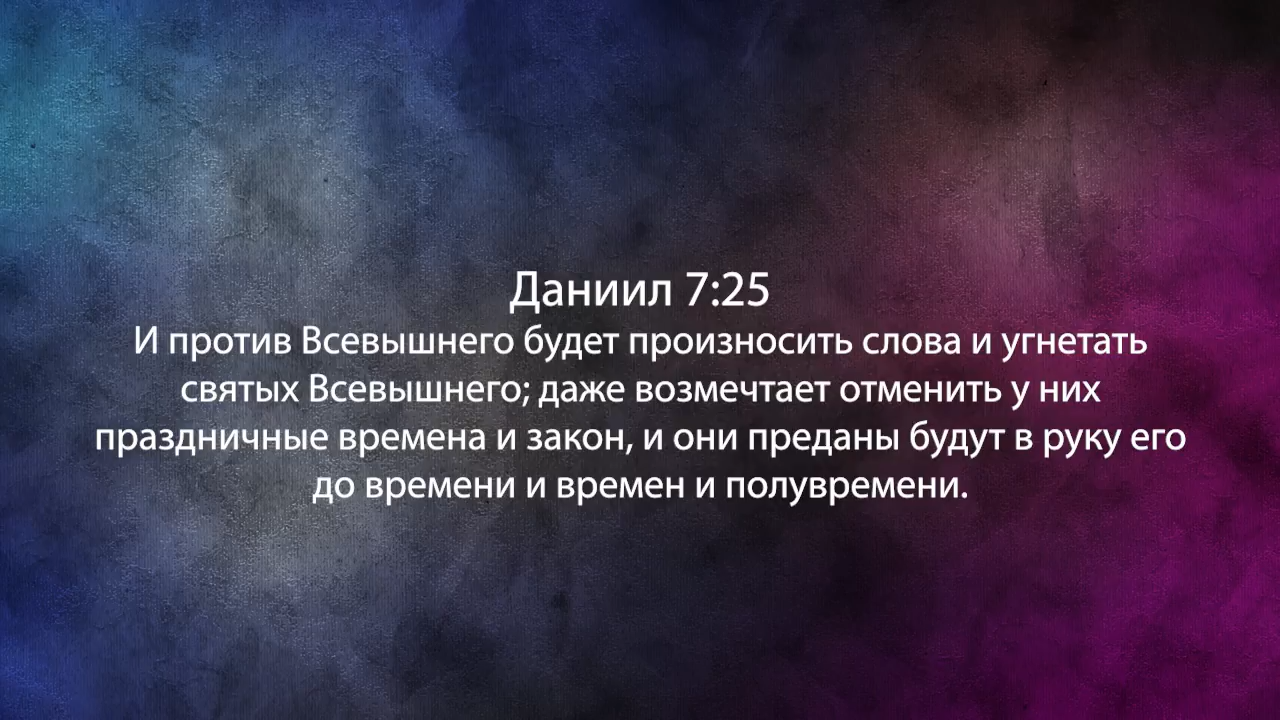 Даниил 7:25
И против Всевышнего будет произносить слова и угнетать
святых Всевышнего; даже возмечтает отменить у них
праздничные времена и закон, и они преданы будут в руку его
до времени и времен и полувремени.